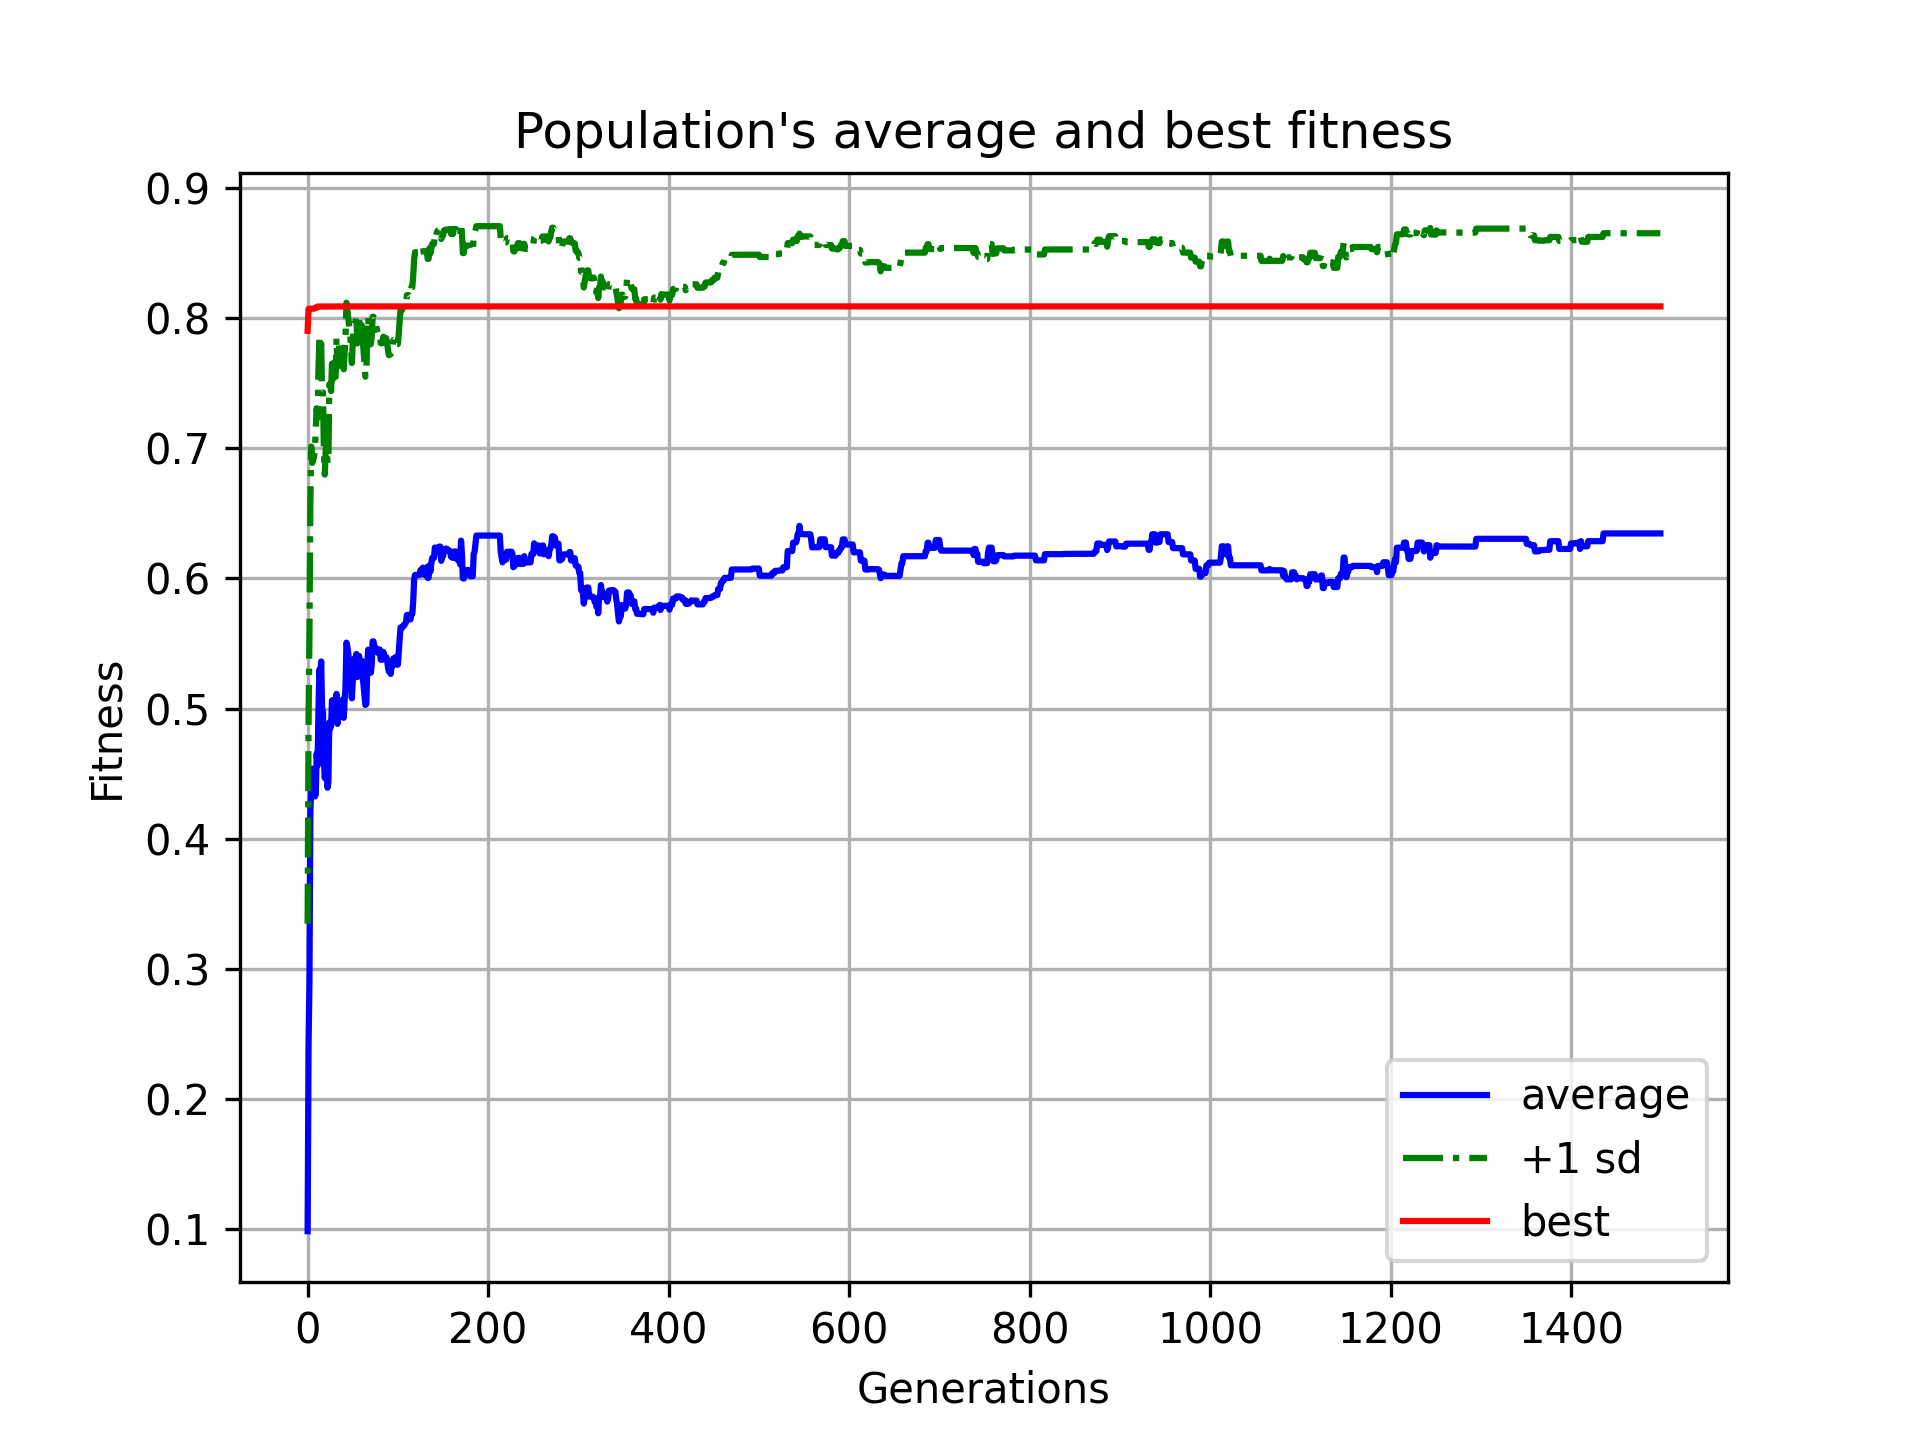 Population's average and best fitness
0.9
0.8
0.7
0.6
0.5
0.4
0.3
0.2
0.1
Fitness
0 200 400 600 800 1000 1200 1400
Generations
average
+1 sd
best